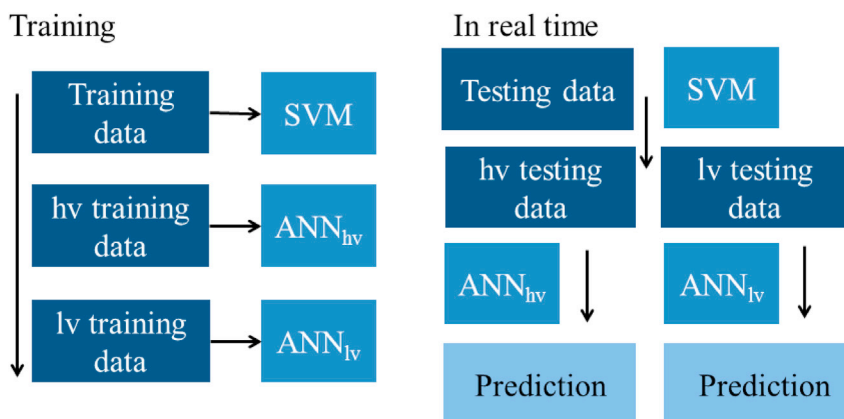 Training
Training
data
SVM
hv training
data
ANNhv
lv training
data
ANNlv
In real time
Testing data
SVM
hv testing
data
lv testing
data
ANNhv
ANNlv
Prediction
Prediction